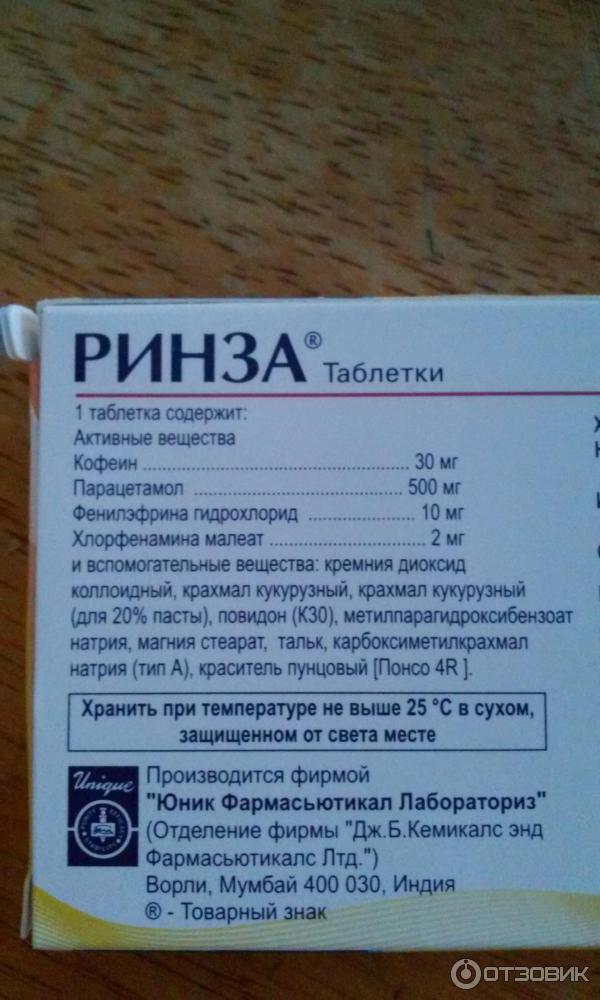 РИНЗА® Таблетки
1 таблетка содержит:
Активные вещества
Кофеин ........................................ 30 мг
Парацетамол ................................ 500 мг
Фенилэфрина гидрохлорид ................ 10 мг
Хлорфенамина малеат ........................ 2 мг
и вспомогательные вещества: кремния диоксид
коллоидный, крахмал кукурузный, крахмал кукурузный
(для 20% пасты), повидон (К30), метилпарагидроксибензоат
натрия, магния стеарат, тальк, карбоксиметилкрахмал
натрия (тип А), краситель пунцовый [Понсо 4R ].
Хранить при температуре не выше 25 °С в сухом,
защищенном от света месте
Unique
Производится фирмой
"Юник Фармасьютикал Лабораториз"
(Отделение фирмы "Дж.Б.Кемикалс энд
Фармасьютикалс Лтд.")
Ворли, Мумбай 400 030, Индия
® - Товарный знак
ОТЗОВИК